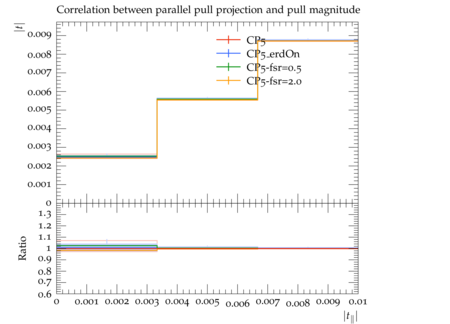 Correlation between parallel pull projection and pull magnitude
|t|
0.009
0.008
0.007
0.006
0.005
0.004
0.003
0.002
0.001
0
CP5
CP5_erdOn
CP5-fsr=0.5
CP5-fsr=2.0
Ratio
1.3
1.2
1.1
1
0.9
0.8
0.7
0.6
0 0.001 0.002 0.003 0.004 0.005 0.006 0.007 0.008 0.009 0.01
|t∥|